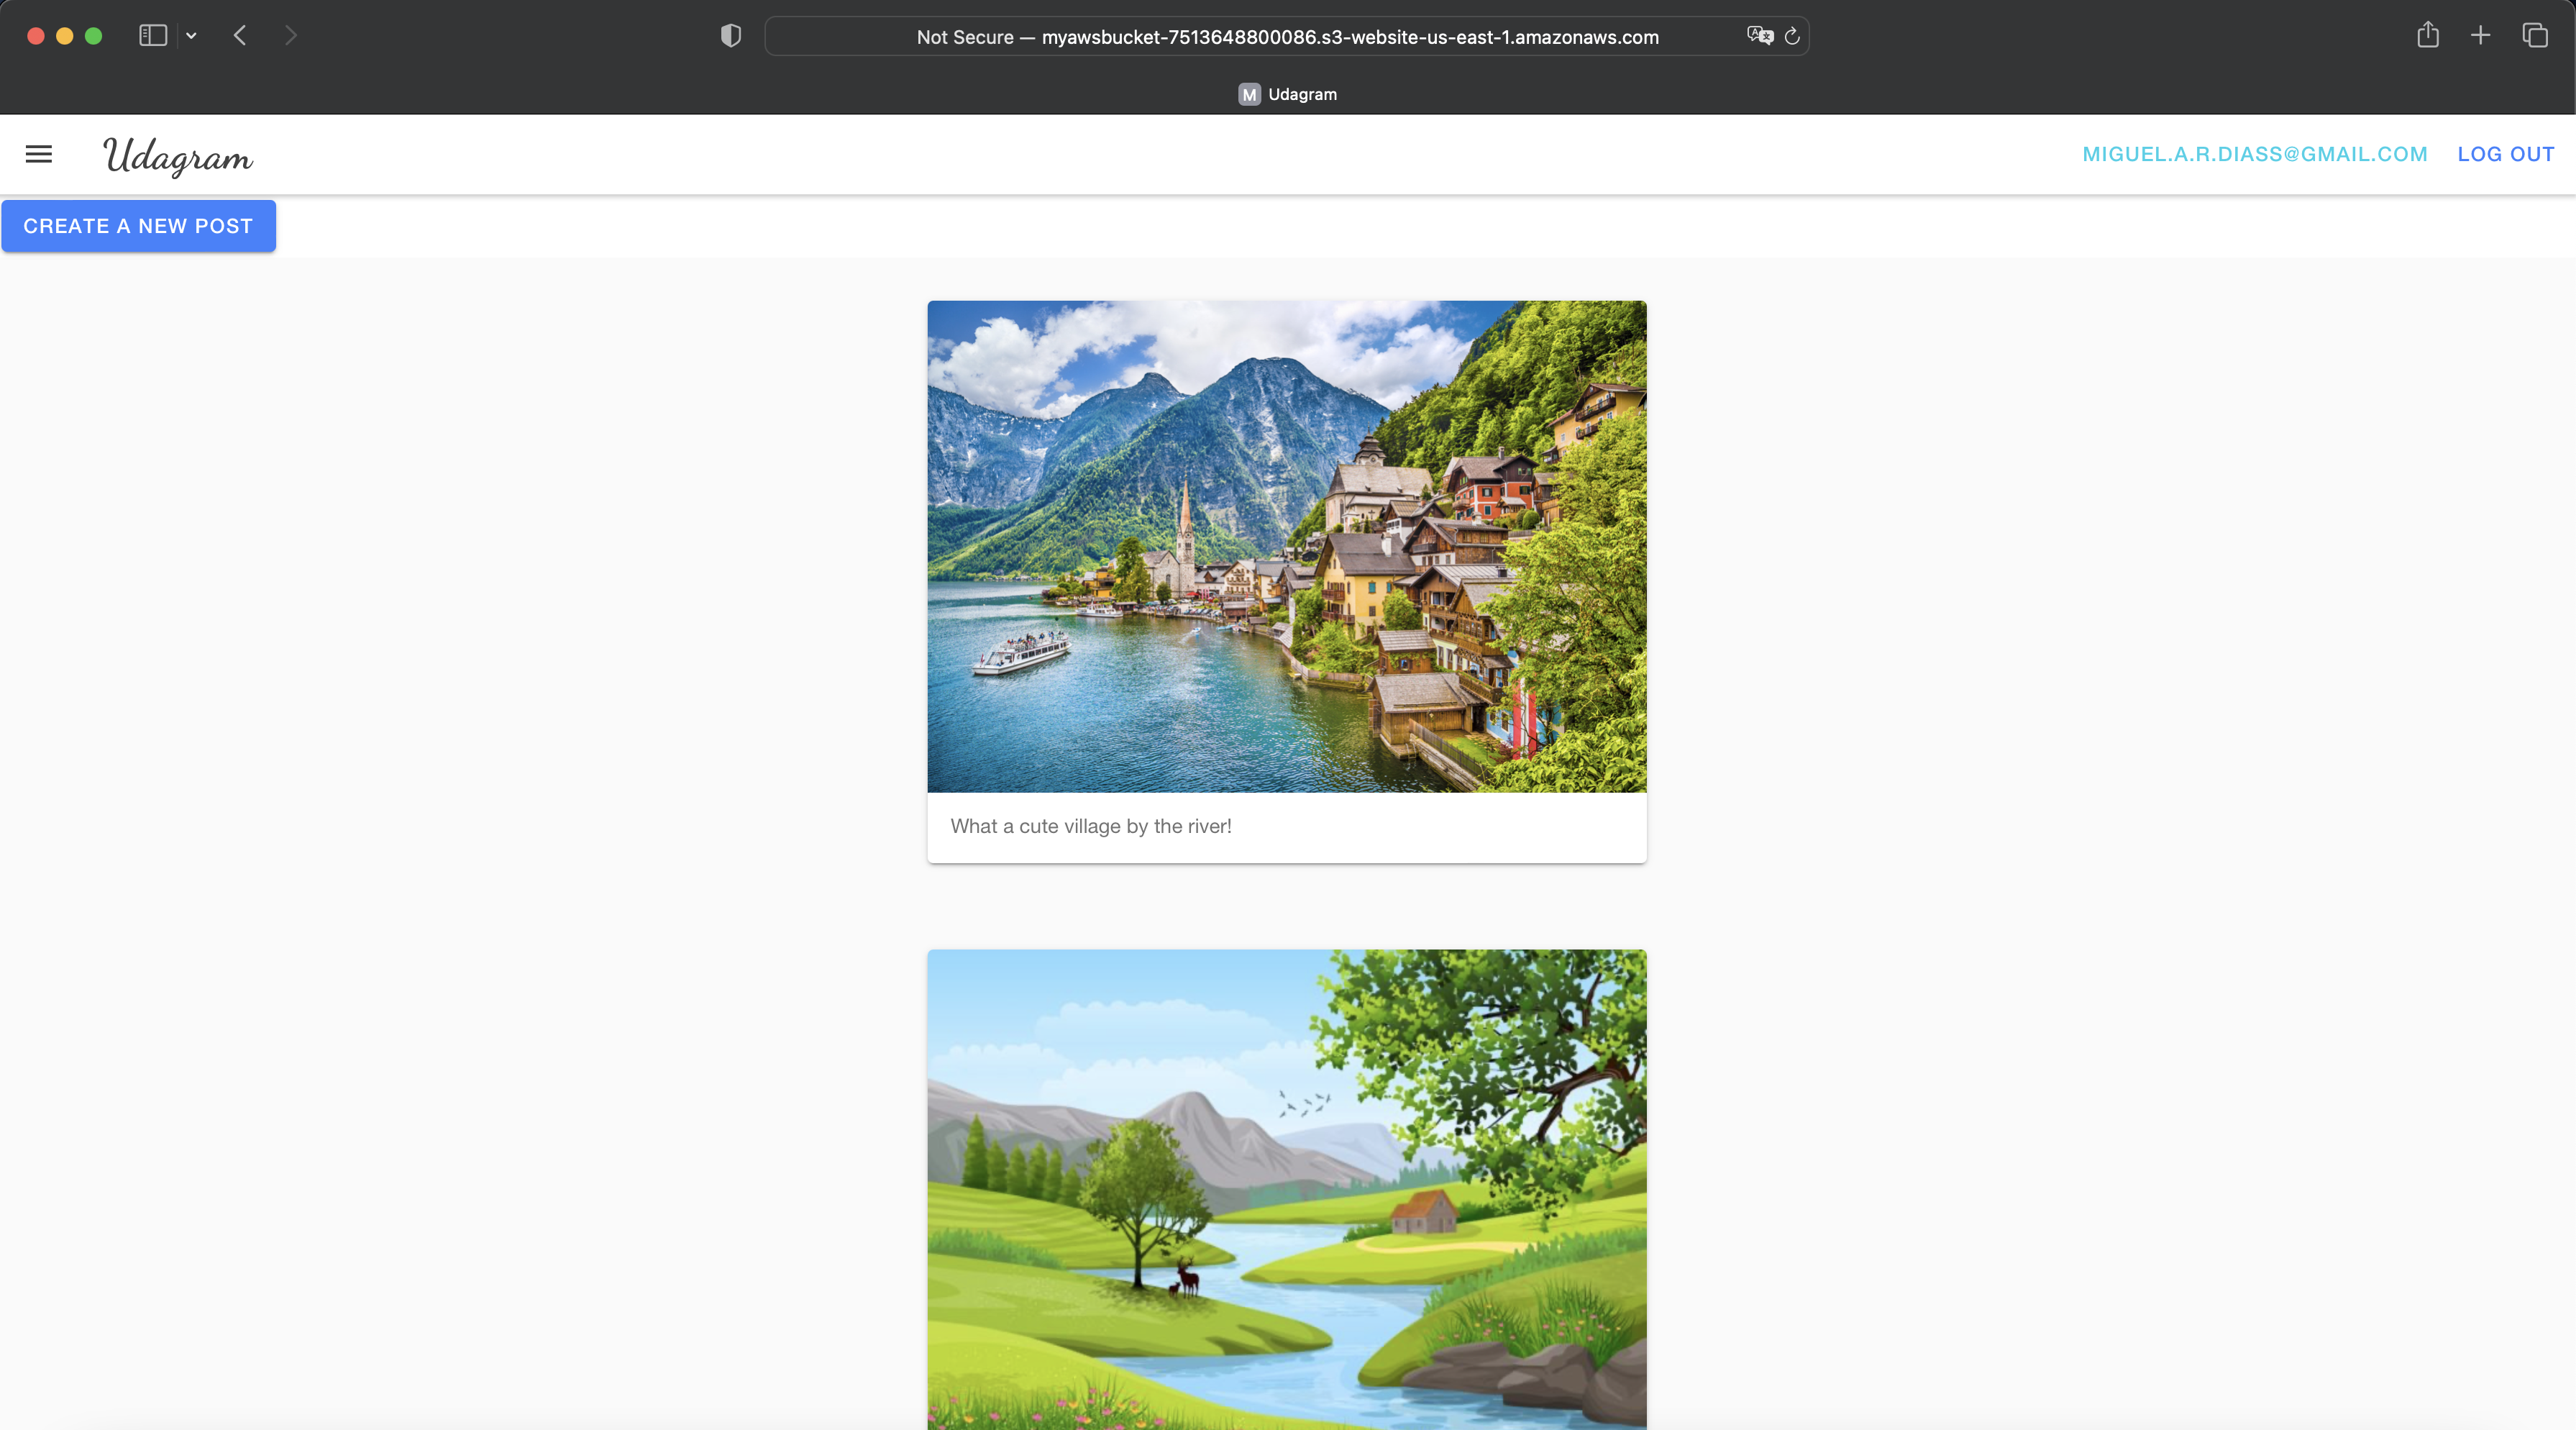 Not Secure — myawsbucket-7513648800086.s3-website-us-east-1.amazonaws.com
M Udagram
Udagram
MIGUEL.A.R.DIASS@GMAIL.COM LOG OUT
CREATE A NEW POST
What a cute village by the river!